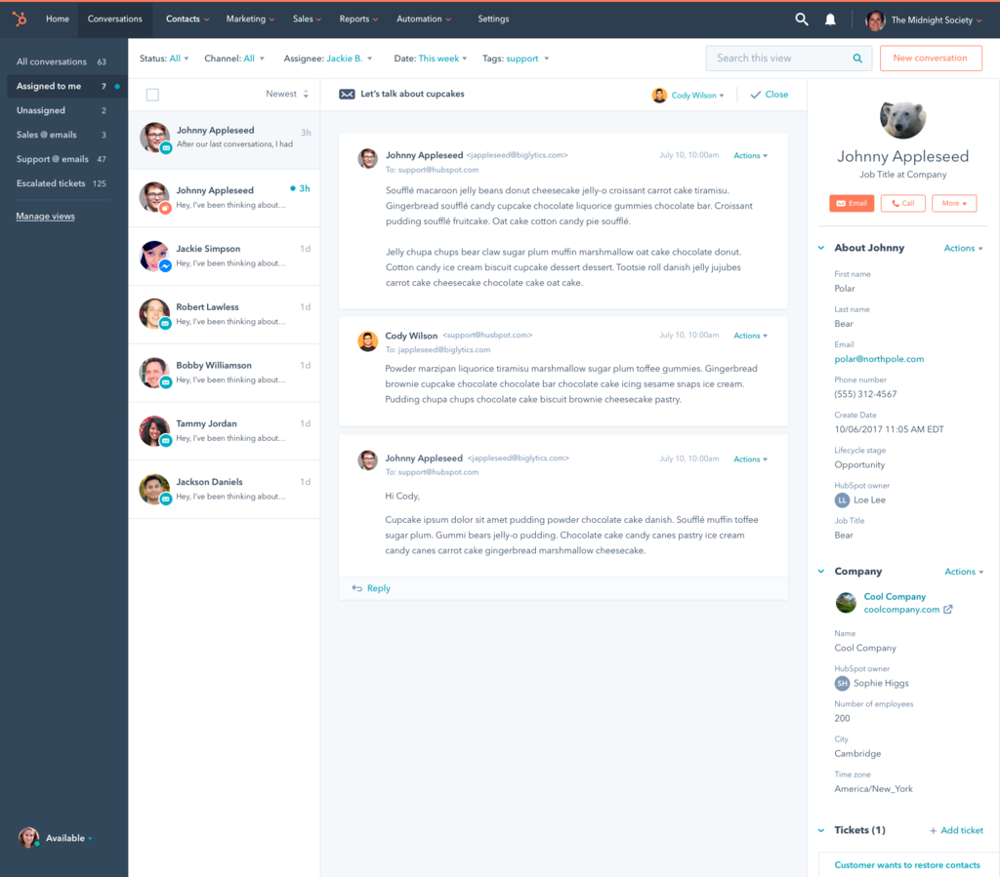 Home Conversations Contacts Marketing Sales Reports Automation Settings The Midnight Society
All conversations 63
Assigned to me 7
Unassigned 2
Sales @ emails 3
Support @ emails 47
Escalated tickets 125
Manage views
Available
Status: All Channel: All Assignee: Jackie B. Date: This week Tags: support Search this view New conversation
Newest
Johnny Appleseed 3h
After our last conversations, I had
Johnny Appleseed 3h
Hey, I've been thinking about...
Jackie Simpson 1d
Hey, I've been thinking about...
Robert Lawless 1d
Hey, I've been thinking about...
Bobby Williamson 1d
Hey, I've been thinking about...
Tammy Jordan 1d
Hey, I've been thinking about...
Jackson Daniels 1d
Hey, I've been thinking about...
Let's talk about cupcakes Cody Wilson Close
Johnny Appleseed <jappleseed@biglytics.com> July 10, 10:00am Actions
To: support@hubspot.com
Soufflé macaroon jelly beans donut cheesecake jelly-o croissant carrot cake tiramisu.
Gingerbread soufflé candy cupcake chocolate liquorice gummies chocolate bar. Croissant
pudding soufflé fruitcake. Oat cake cotton candy pie soufflé.
Jelly chupa chups bear claw sugar plum muffin marshmallow oat cake chocolate donut.
Cotton candy ice cream biscuit cupcake dessert dessert. Tootsie roll danish jelly jujubes
carrot cake cheesecake chocolate cake oat cake.
Cody Wilson <support@husbpot.com> July 10, 10:00am Actions
To: jappleseed@biglytics.com
Powder marzipan liquorice tiramisu marshmallow sugar plum toffee gummies. Gingerbread
brownie cupcake chocolate chocolate bar chocolate cake icing sesame snaps ice cream.
Pudding chupa chups chocolate cake biscuit brownie cheesecake pastry.
Johnny Appleseed <jappleseed@biglytics.com> July 10, 10:00am Actions
To: support@hubspot.com
Hi Cody,
Cupcake ipsum dolor sit amet pudding powder chocolate cake danish. Soufflé muffin toffee
sugar plum. Gummi bears jelly-o pudding. Chocolate cake candy canes pastry ice cream
candy canes carrot cake gingerbread marshmallow cheesecake.
Reply
Johnny Appleseed
Job Title at Company
Email Call More
About Johnny Actions
First name
Polar
Last name
Bear
Email
polar@northpole.com
Phone number
(555) 312-4567
Create Date
10/06/2017 11:05 AM EDT
Lifecycle stage
Opportunity
HubSpot owner
LL Loe Lee
Job Title
Bear
Company Actions
Cool Company
coolcompany.com
Name
Cool Company
HubSpot owner
SH Sophie Higgs
Number of employees
200
City
Cambridge
Time zone
America/New_York
Tickets (1) + Add ticket
Customer wants to restore contacts